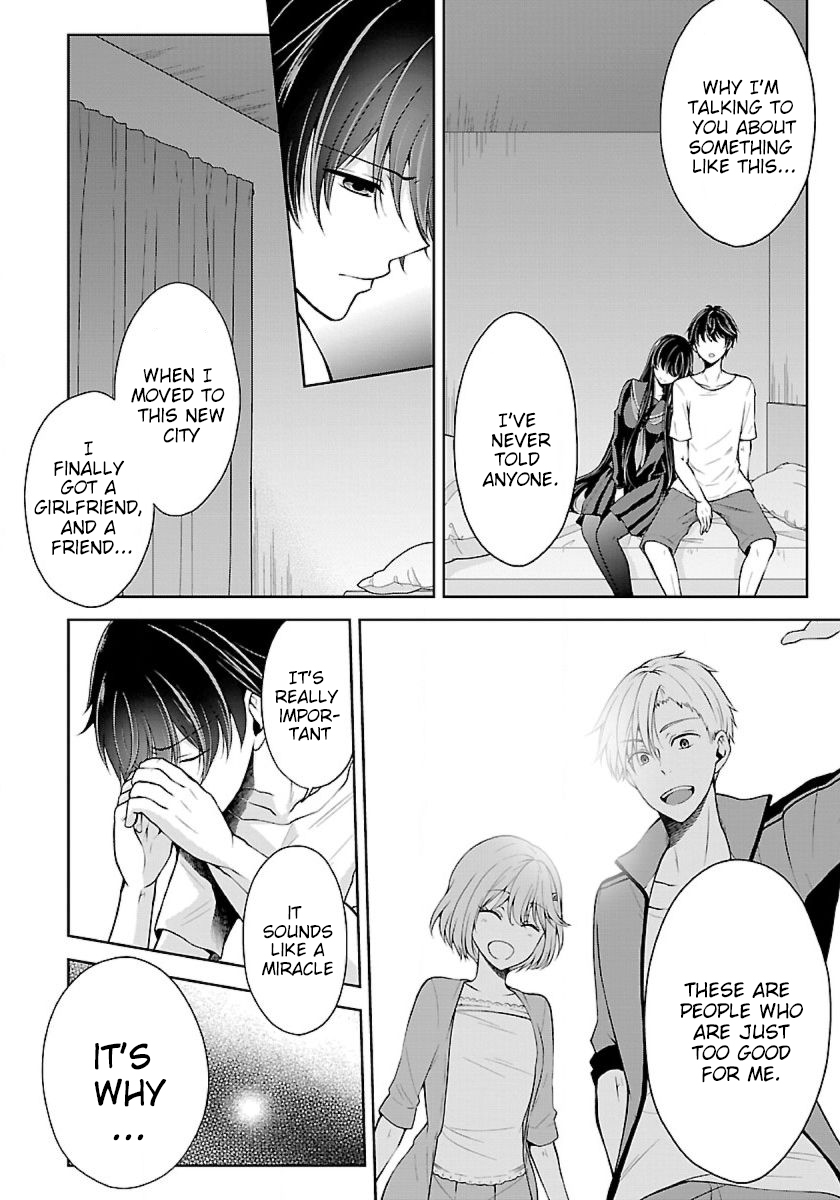 WHY I'M
TALKING TO
YOU ABOUT
SOMETHING
LIKE THIS...
I'VE
NEVER
TOLD
ANYONE.
WHEN I
MOVED TO
THIS NEW
CITY
I
FINALLY
GOT A
GIRLFRIEND,
AND A
FRIEND...
THESE ARE
PEOPLE WHO
ARE JUST
TOO GOOD
FOR ME.
IT'S
REALLY
IMPOR-
TANT
IT
SOUNDS
LIKE A
MIRACLE
IT'S
WHY
...